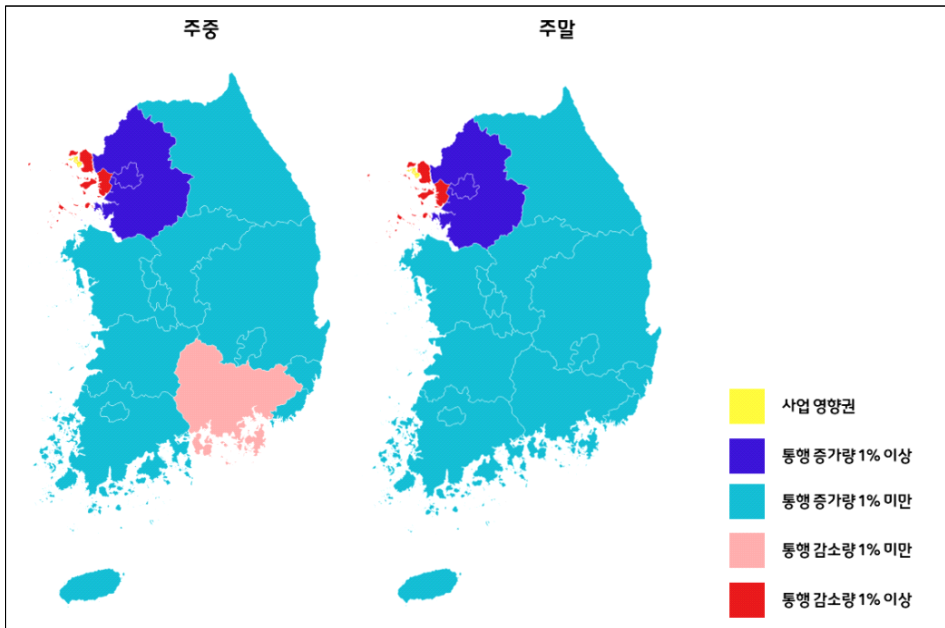 주중
주말
사업 영향권
통행 증가량 1% 이상
통행 증가량 1% 미만
통행 감소량 1% 미만
통행 감소량 1% 이상